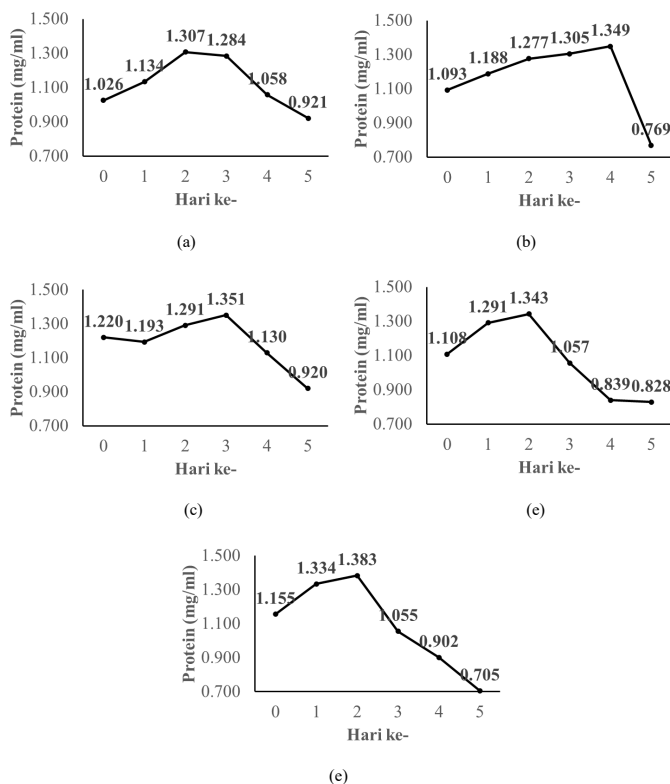 Protein (mg/ml)
1.500
1.300
1.100
0.900
0.700
1.026
1.134
1.307
1.284
1.058
0.921
0 1 2 3 4 5
Hari ke-
(a)
Protein (mg/ml)
1.500
1.300
1.100
0.900
0.700
1.093
1.188
1.277
1.305
1.349
0.769
0 1 2 3 4 5
Hari ke-
(b)
Protein (mg/ml)
1.500
1.300
1.100
0.900
0.700
1.220
1.193
1.291
1.351
1.130
0.920
0 1 2 3 4 5
Hari ke-
(c)
Protein (mg/ml)
1.500
1.300
1.100
0.900
0.700
1.108
1.291
1.343
1.057
0.839
0.828
0 1 2 3 4 5
Hari ke-
(e)
Protein (mg/ml)
1.500
1.300
1.100
0.900
0.700
1.155
1.334
1.383
1.055
0.902
0.705
0 1 2 3 4 5
Hari ke-
(e)